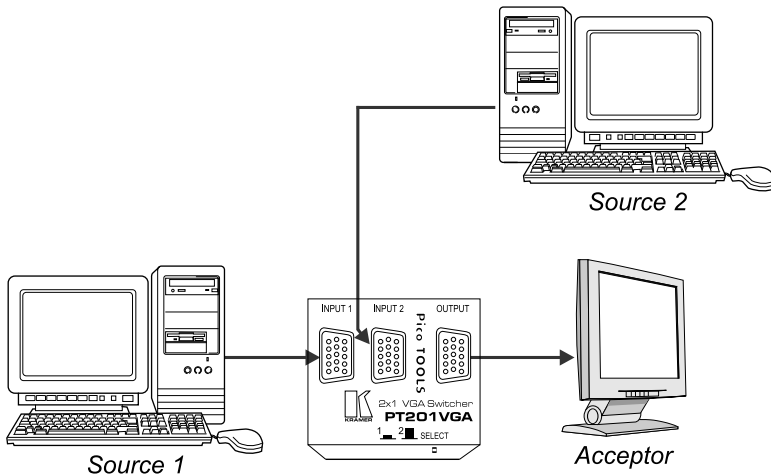 Source 2
INPUT 1 INPUT 2 OUTPUT
Pico TOOLS
K
KRAMER
2x1 VGA Switcher
PT201VGA
1 2 SELECT
Source 1
Acceptor